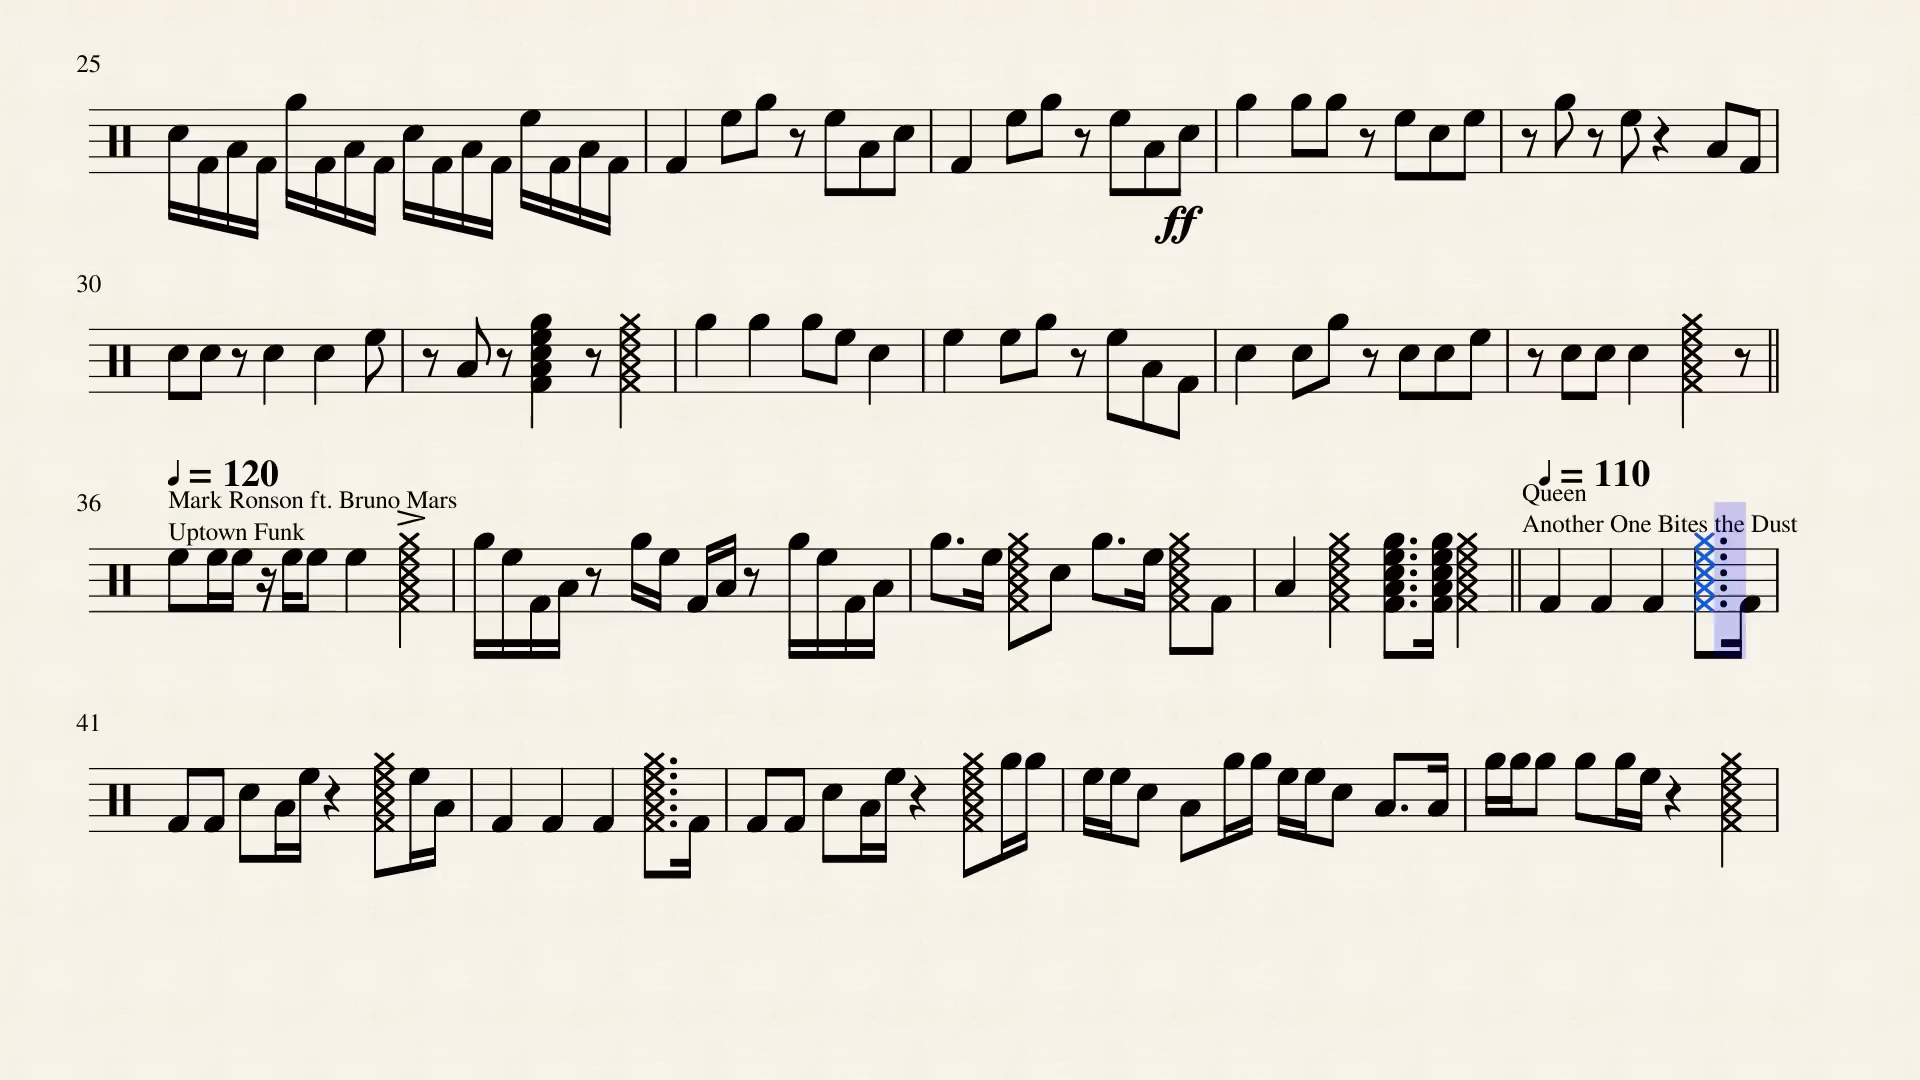 25
ff
30
♩ = 120
♩ = 110
36
Mark Ronson ft. Bruno Mars
Queen
Uptown Funk
Another One Bites the Dust
41